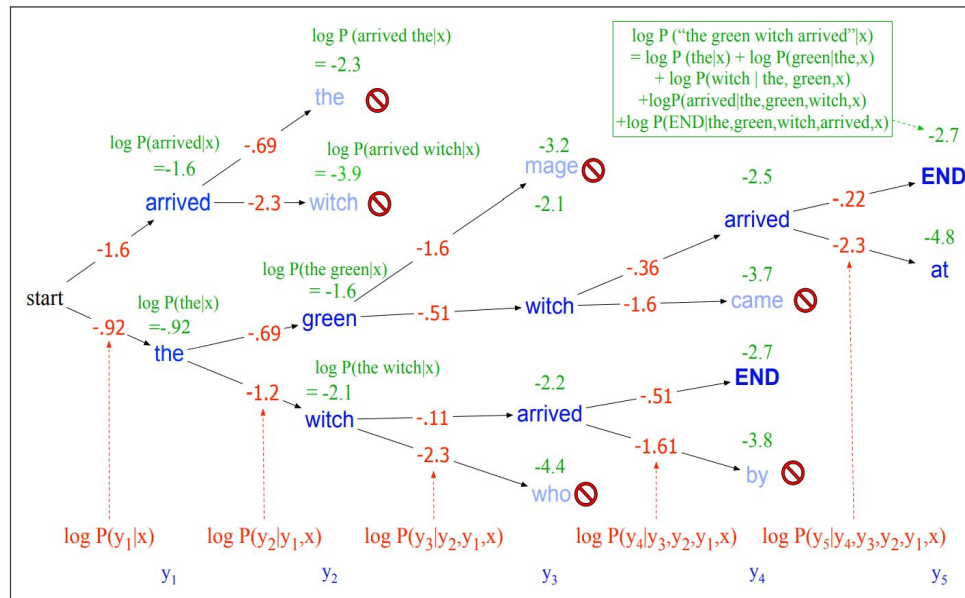 log P (arrived the|x)
= -2.3
the
-.69
log P(arrived|x)
=-1.6
arrived
log P(arrived witch|x)
= -3.9
-2.3
witch
-1.6
start
-.92
log P(the|x)
=-.92
the
log P(the green|x)
= -1.6
-.69
green
-1.2
log P(the witch|x)
= -2.1
witch
-3.2
mage
-1.6
-2.1
-.51
witch
-.11
-2.2
arrived
-2.3
-4.4
who
-2.5
arrived
-.36
-1.6
-3.7
came
-2.7
END
-.51
-1.61
-3.8
by
log P (“the green witch arrived”|x)
= log P (the|x) + log P(green|the,x)
+ log P(witch | the, green,x)
+logP(arrived|the,green,witch,x)
+log P(END|the,green,witch,arrived,x)
-2.7
END
-.22
-2.3
-4.8
at
log P(y1|x)
log P(y2|y1,x)
log P(y3|y2,y1,x)
log P(y4|y3,y2,y1,x)
log P(y5|y4,y3,y2,y1,x)
y1
y2
y3
y4
y5